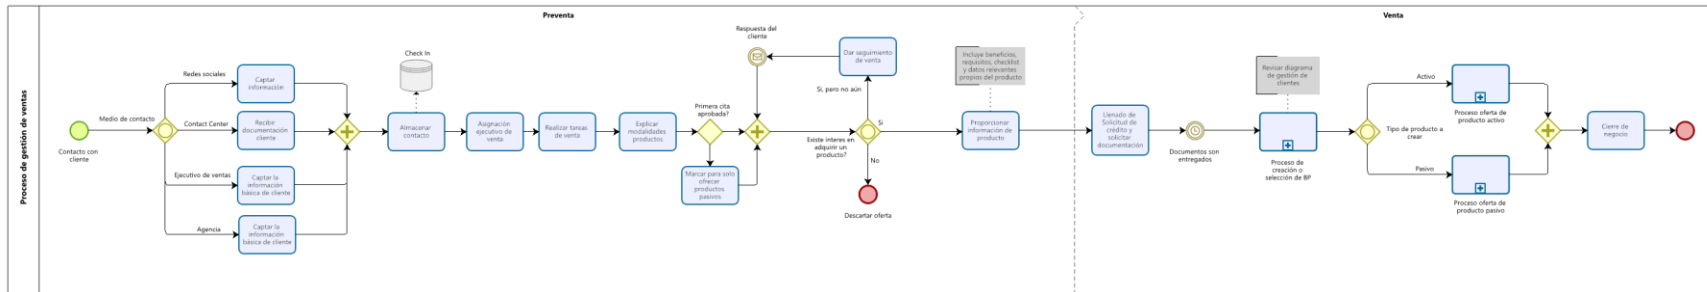 Proceso de gestión de ventas
Preventa
Venta
Contacto con
cliente
Medio de contacto
Redes sociales
Contact Center
Ejecutivo de ventas
Agencia
Captar
información
Recibir
documentación
cliente
Captar la
información
básica de cliente
Captar la
información
básica de cliente
Check In
Almacenar
contacto
Asignación
ejecutivo de
venta
Realizar tareas
de venta
Explicar
modalidades
productos
Primera cita
aprobada?
Marcar para solo
ofrecer
productos
pasivos
Respuesta del
cliente
Dar seguimiento
de venta
Si, pero no aún
Existe interes en
adquirir un
producto?
Si
No
Descartar oferta
Incluye beneficios,
requisitos, checklist
y datos relevantes
propios del producto
Proporcionar
información de
producto
Llenado de
Solicitud de
crédito y
solicitar
documentación
Documentos son
entregados
Revisar diagrama
de gestión de
clientes
Proceso de
creación o
selección de BP
Activo
Tipo de producto a
crear
Pasivo
Proceso oferta de
producto activo
Proceso oferta de
producto pasivo
Cierre de
negocio